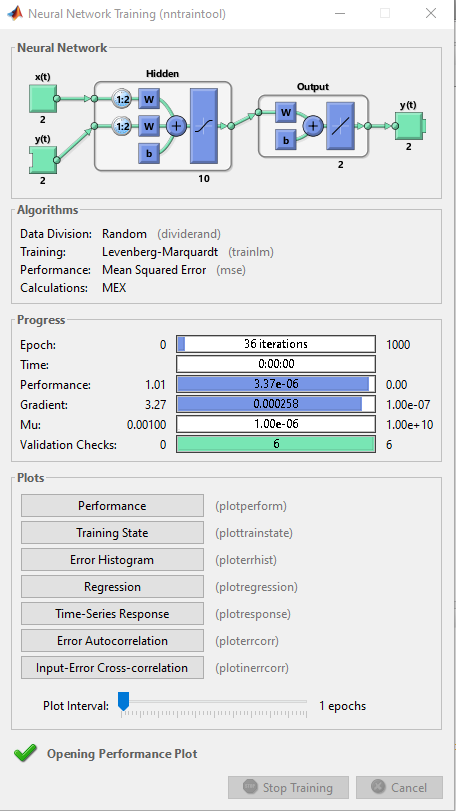 Neural Network Training (nntraintool)
Neural Network
Hidden
Output
x(t)
2
y(t)
2
1:2
W
1:2
W
b
+
10
W
b
+
2
y(t)
2
Algorithms
Data Division: Random (dividerand)
Training: Levenberg-Marquardt (trainlm)
Performance: Mean Squared Error (mse)
Calculations: MEX
Progress
Epoch: 0 36 iterations 1000
Time: 0:00:00
Performance: 1.01 3.37e-06 0.00
Gradient: 3.27 0.000258 1.00e-07
Mu: 0.00100 1.00e-06 1.00e+10
Validation Checks: 0 6 6
Plots
Performance (plotperform)
Training State (plottrainstate)
Error Histogram (ploterrhist)
Regression (plotregression)
Time-Series Response (plotresponse)
Error Autocorrelation (ploterrcorr)
Input-Error Cross-correlation (plotinerrcorr)
Plot Interval: 1 epochs
Opening Performance Plot
Stop Training Cancel